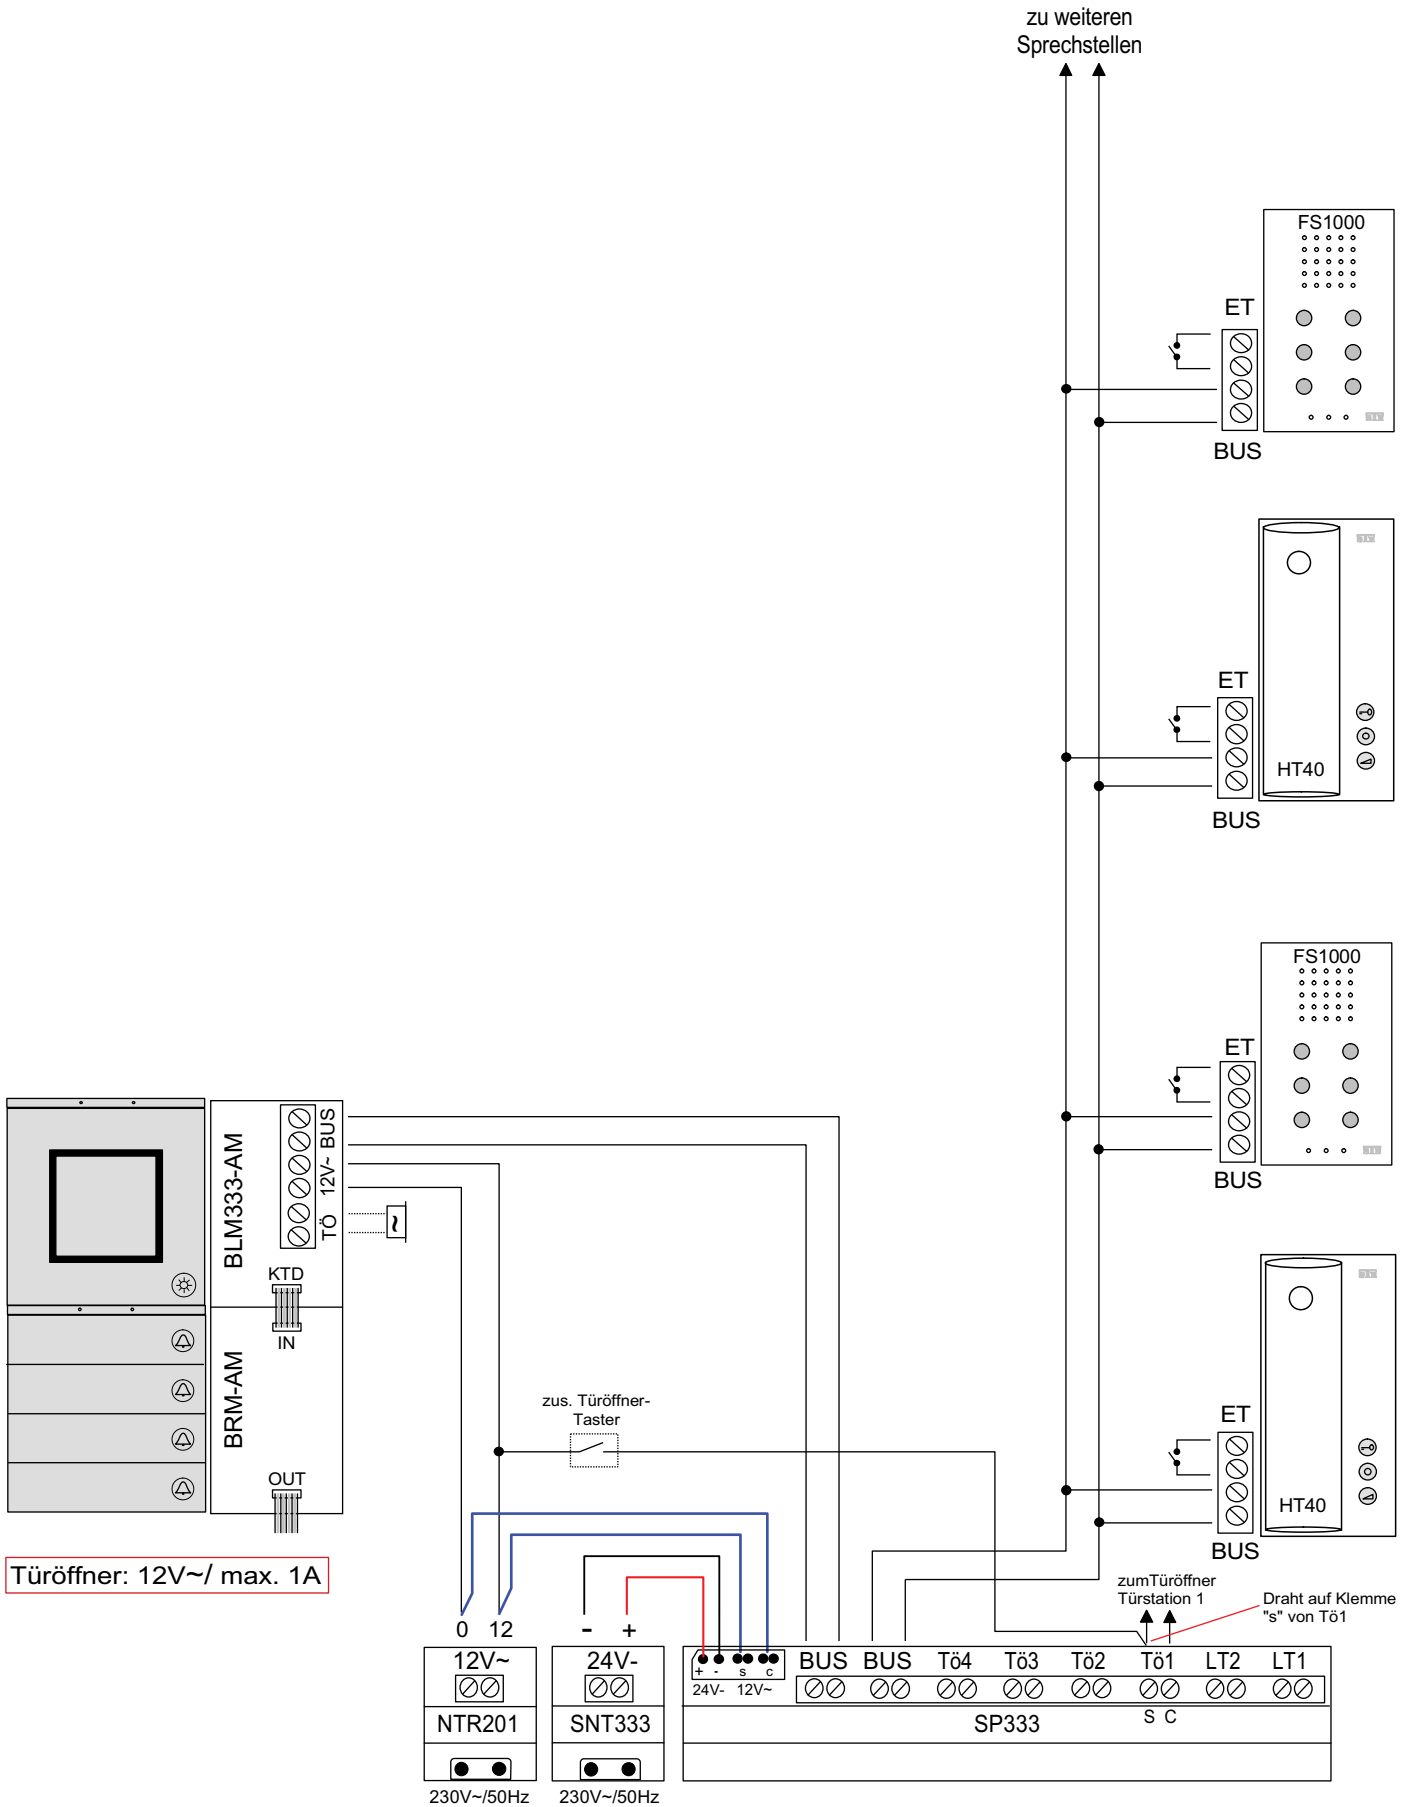 zu weiteren
Sprechstellen
FS1000
ET
BUS
ET
HT40
BUS
FS1000
ET
BUS
BLM333-AM
BUS
12V~
TÖ
~
KTD
IN
BRM-AM
OUT
ET
HT40
BUS
zus. Türöffner-
Taster
Türöffner: 12V~/ max. 1A
zumTüröffner
Türstation 1
Draht auf Klemme
"s" von Tö1
0 12
- +
12V~
24V-
+ - s c
24V- 12V~
BUS BUS Tö4 Tö3 Tö2 Tö1 LT2 LT1
NTR201
SNT333
SP333
S C
230V~/50Hz
230V~/50Hz